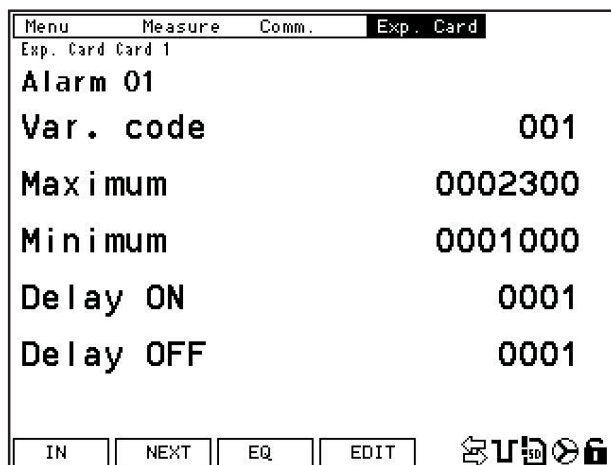 Menu Measure Comm. Exp. Card
Exp. Card Card 1
Alarm 01
Var. code 001
Maximum 0002300
Minimum 0001000
Delay ON 0001
Delay OFF 0001
IN NEXT EQ EDIT SD